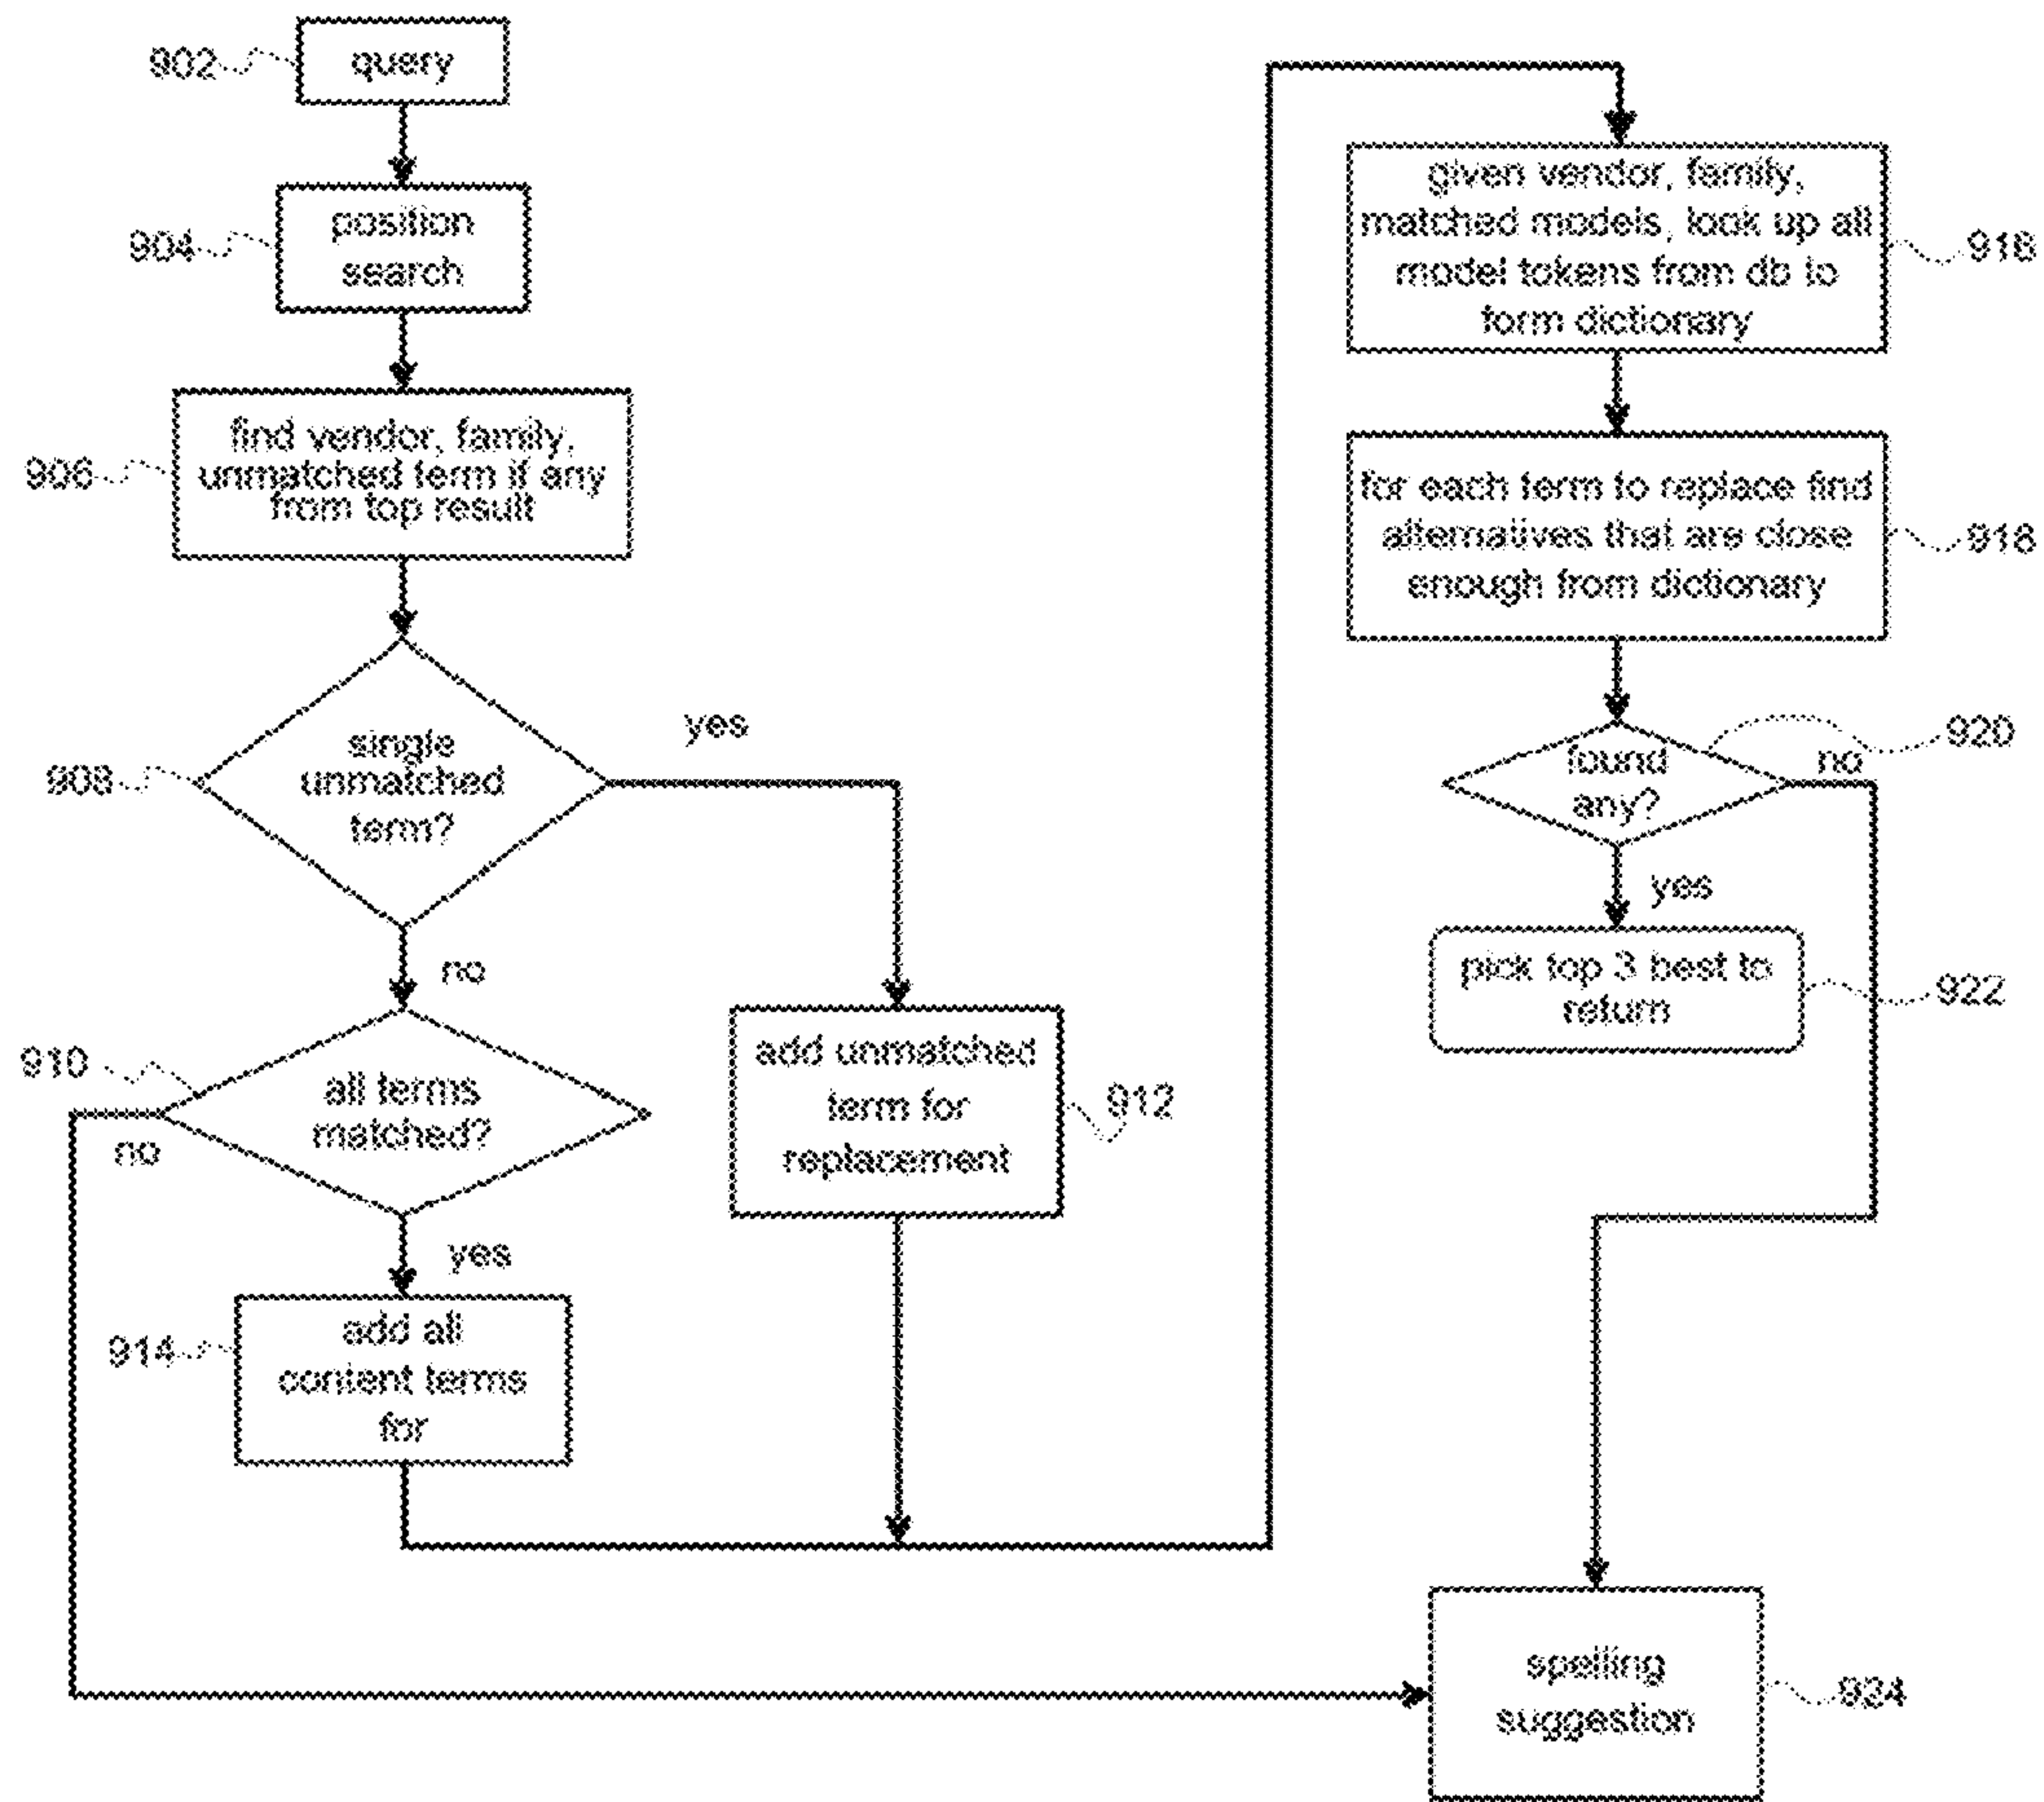 902
query
904
position
search
906
find vendor, family,
unmatched term if any
from top result
908
single
unmatched
term?
yes
no
910
all terms
matched?
no
yes
912
add unmatched
term for
replacement
914
add all
content terms
for
given vendor, family,
matched models, look up all
model tokens from db to
form dictionary
916
for each term to replace find
alternatives that are close
enough from dictionary
918
found
any?
920
no
yes
pick top 3 best to
return
922
spelling
suggestion
924